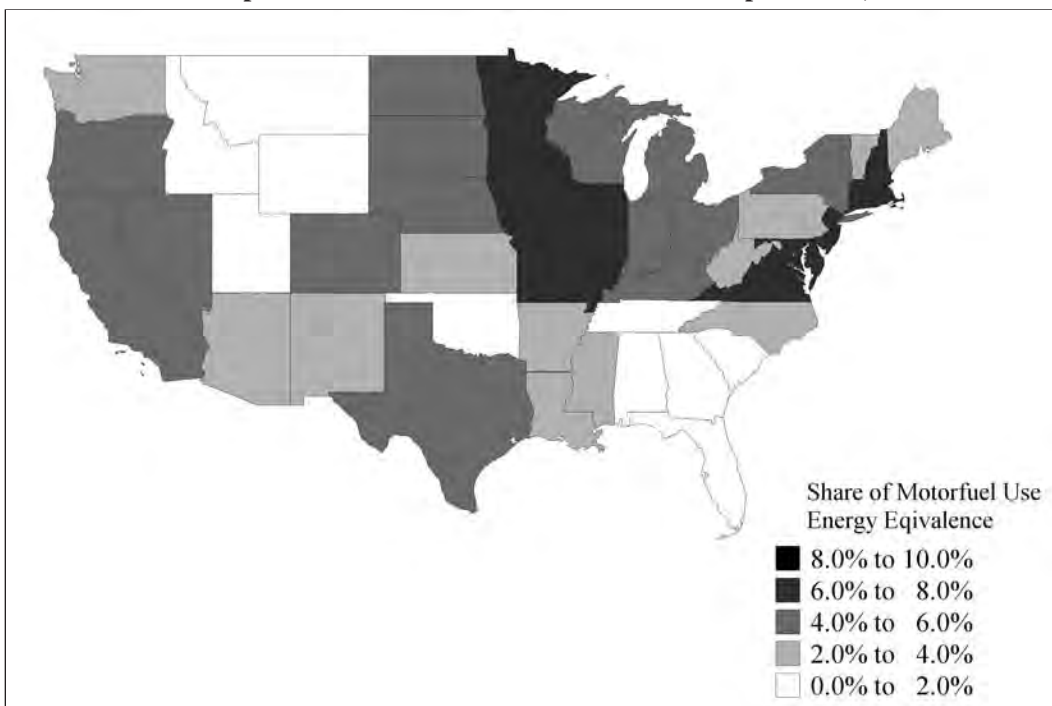 Share of Motorfuel Use
Energy Eqivalence
8.0% to 10.0%
6.0% to 8.0%
4.0% to 6.0%
2.0% to 4.0%
0.0% to 2.0%